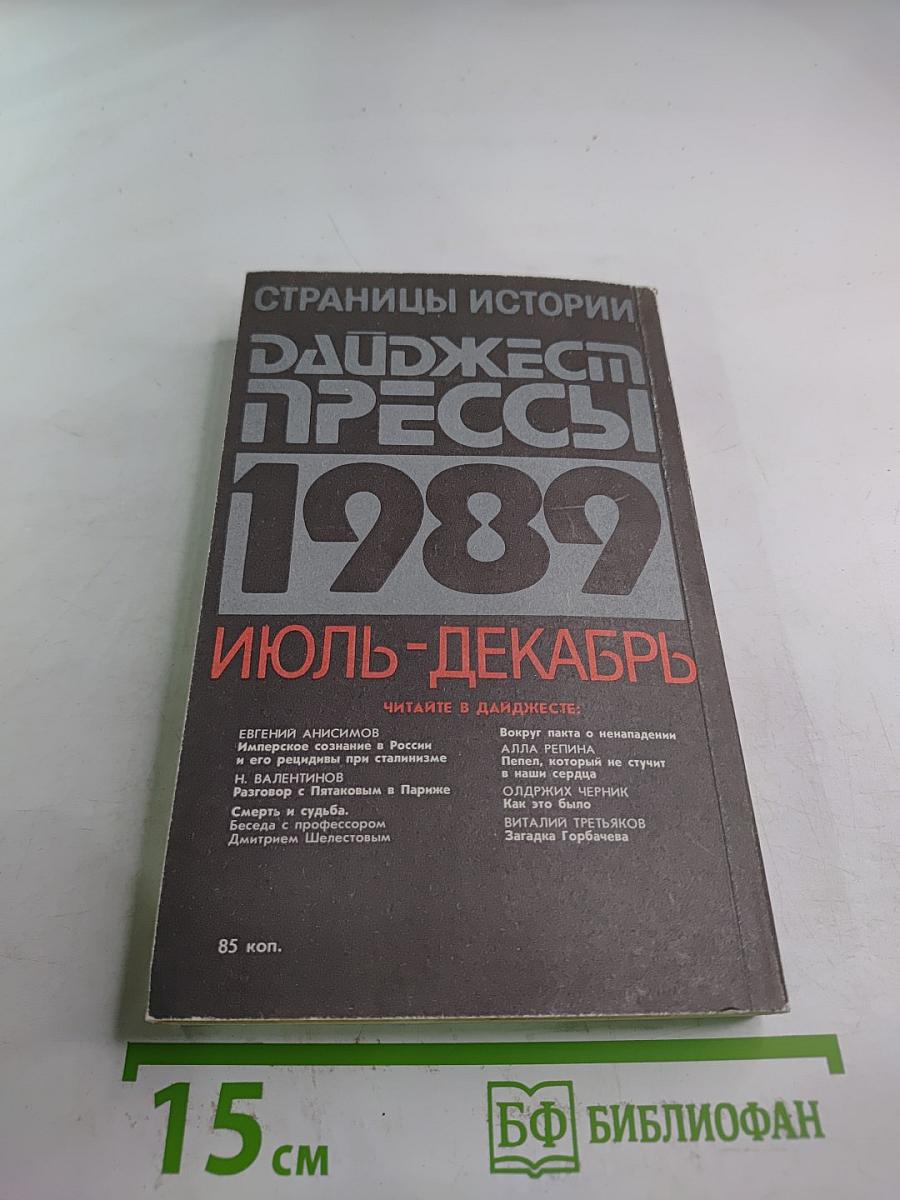 СТРАНИЦЫ ИСТОРИИ
ДАЙДЖЕСТ
ПРЕССЫ
1989
ИЮЛЬ-ДЕКАБРЬ
ЧИТАЙТЕ В ДАЙДЖЕСТЕ:
ЕВГЕНИЙ АНИСИМОВ
Имперское сознание в России
и его рецидивы при сталинизме
Н. ВАЛЕНТИНОВ
Разговор с Пятаковым в Париже
Смерть и судьба.
Беседа с профессором
Дмитрием Шелестовым
Вокруг пакта о ненападении
АЛЛА РЕПИНА
Пепел, который не стучит
в наши сердца
ОЛДРЖИХ ЧЕРНИК
Как это было
ВИТАЛИЙ ТРЕТЬЯКОВ
Загадка Горбачева
85 коп.
15 см
БФ БИБЛИОФАН